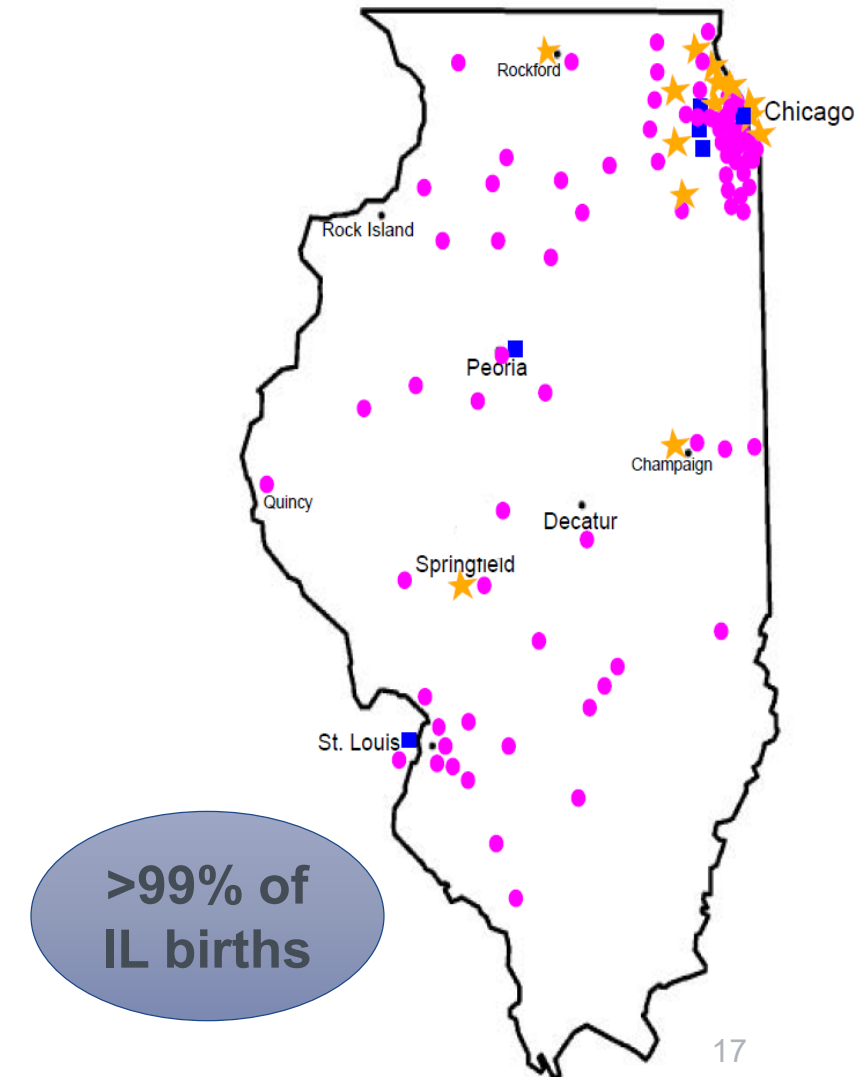 Rockford
Chicago
Rock Island
Peoria
Champaign
Quincy
Decatur
Springfield
St. Louis
>99% of
IL births
17